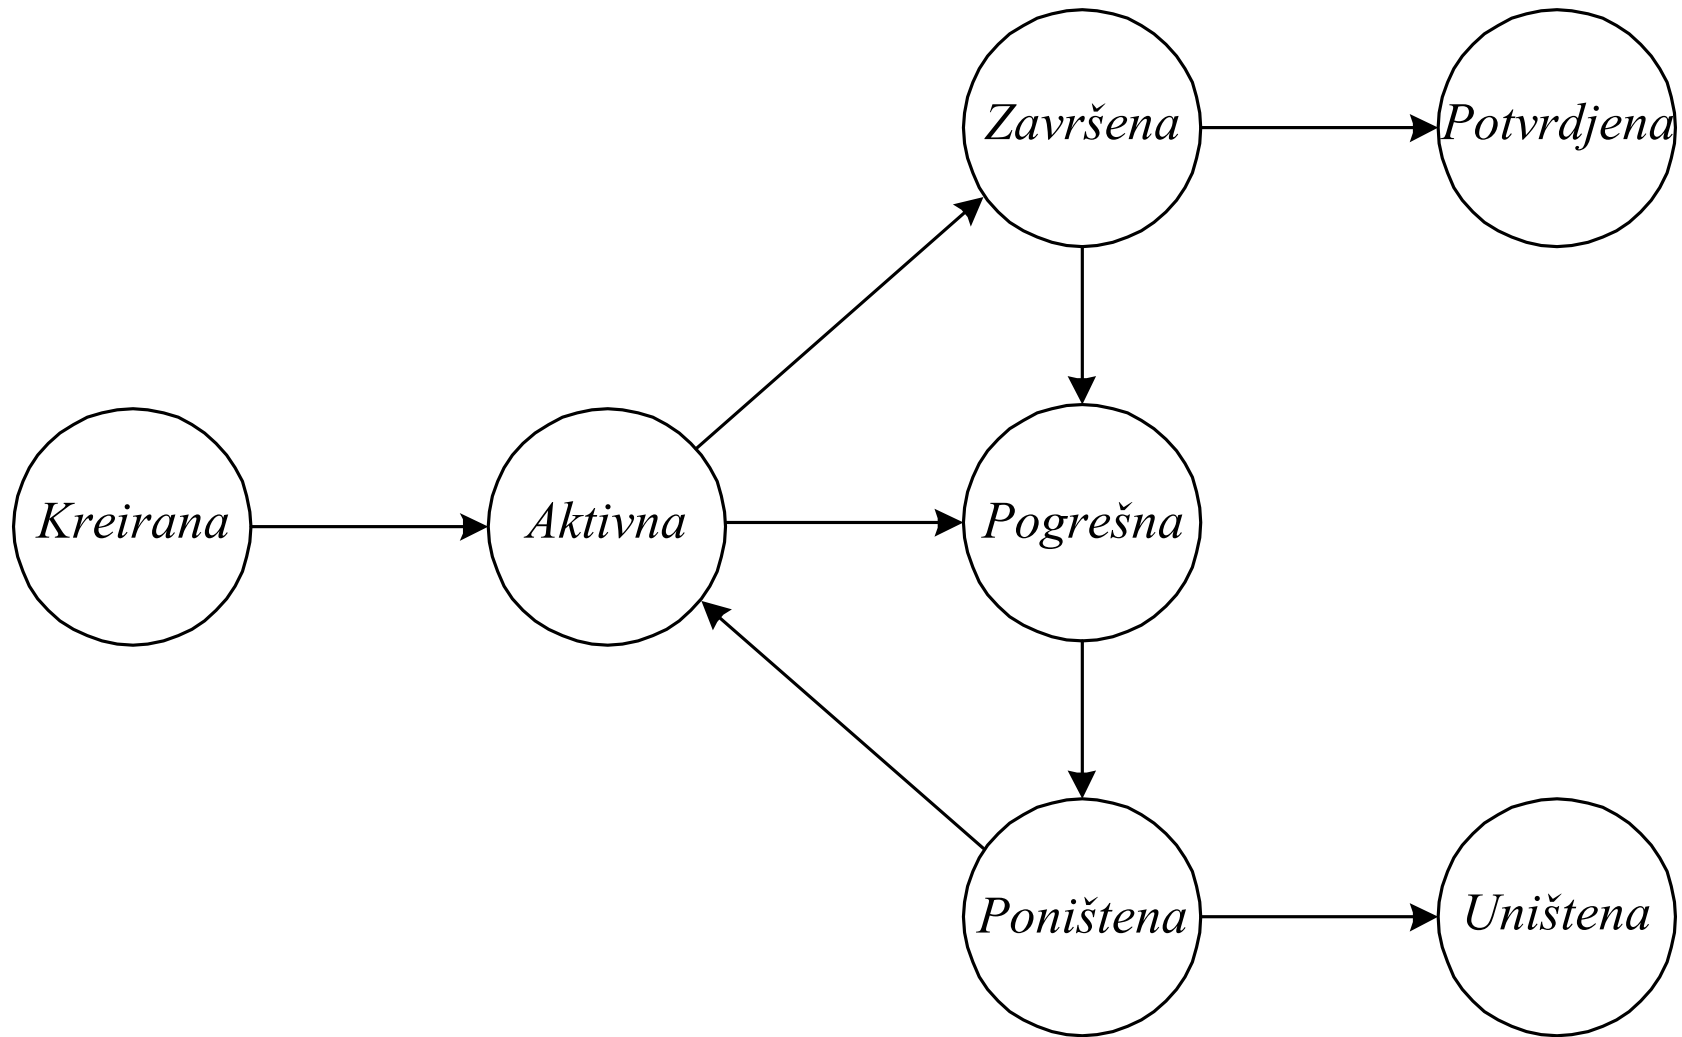 Završena
Potvrdjena
Kreirana
Aktivna
Pogrešna
Poništena
Uništena